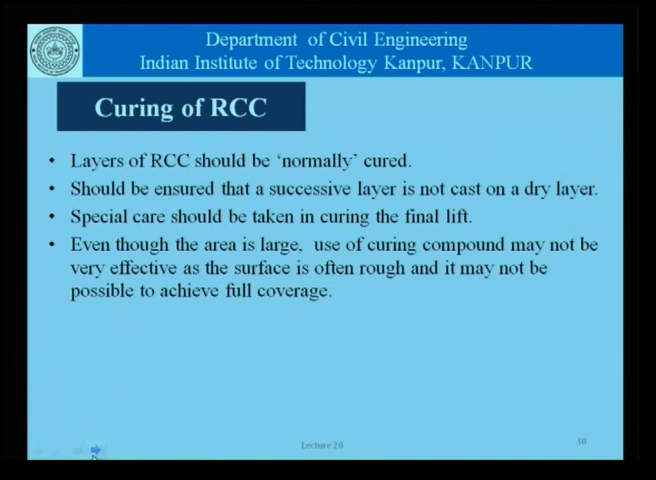 Department of Civil Engineering
Indian Institute of Technology Kanpur, KANPUR
Curing of RCC
• Layers of RCC should be ‘normally’ cured.
• Should be ensured that a successive layer is not cast on a dry layer.
• Special care should be taken in curing the final lift.
• Even though the area is large, use of curing compound may not be
very effective as the surface is often rough and it may not be
possible to achieve full coverage.
Lecture 20